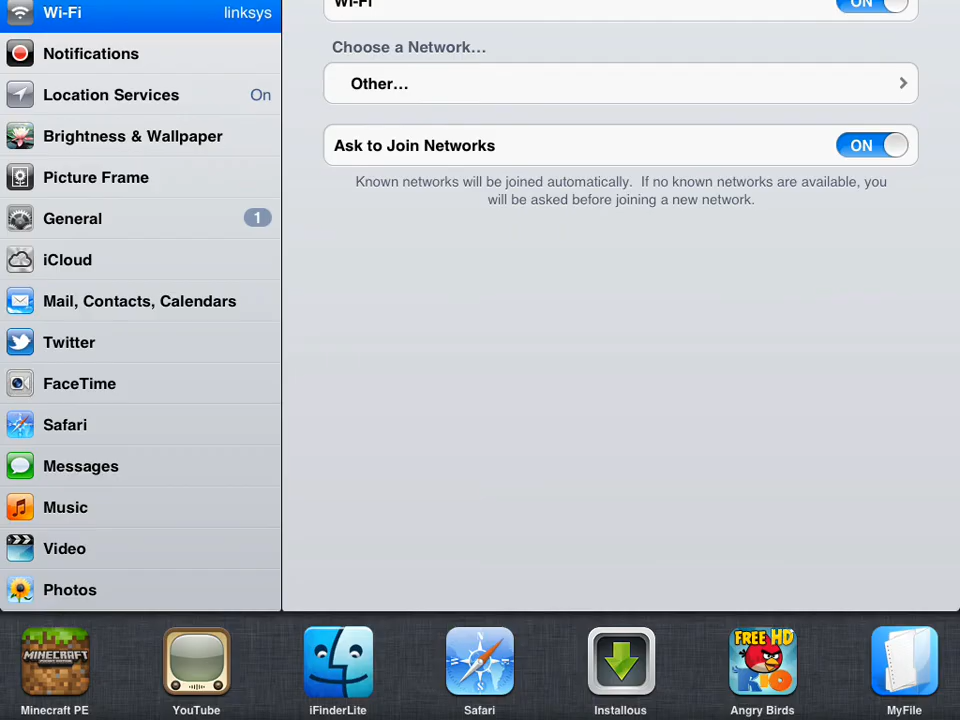 Wi-Fi linksys
Notifications
Location Services On
Brightness & Wallpaper
Picture Frame
General 1
iCloud
Mail, Contacts, Calendars
Twitter
FaceTime
Safari
Messages
Music
Video
Photos
Wi-Fi ON
Choose a Network...
Other...
Ask to Join Networks ON
Known networks will be joined automatically. If no known networks are available, you
will be asked before joining a new network.
MINECRAFT
FREE HD
RIO
Minecraft PE YouTube iFinderLite Safari Installous Angry Birds MyFile